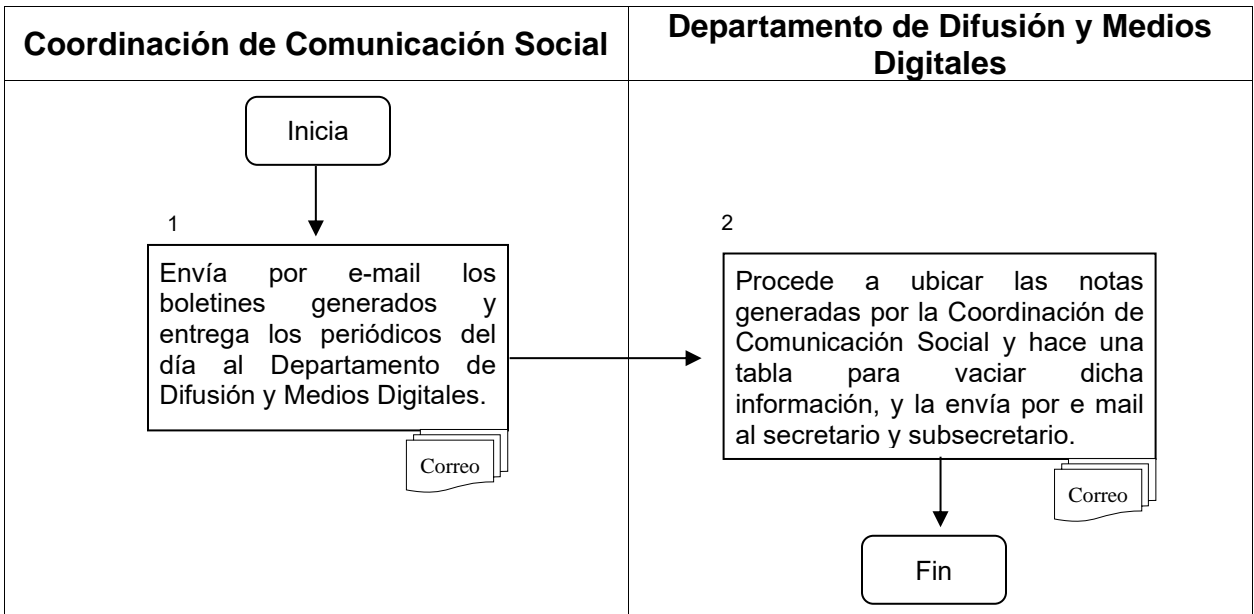 Coordinación de Comunicación Social
Departamento de Difusión y Medios
Digitales
Inicia
1
Envía por e-mail los
boletines generados y
entrega los periódicos del
día al Departamento de
Difusión y Medios Digitales.
Correo
2
Procede a ubicar las notas
generadas por la Coordinación de
Comunicación Social y hace una
tabla para vaciar dicha
información, y la envía por e mail
al secretario y subsecretario.
Correo
Fin